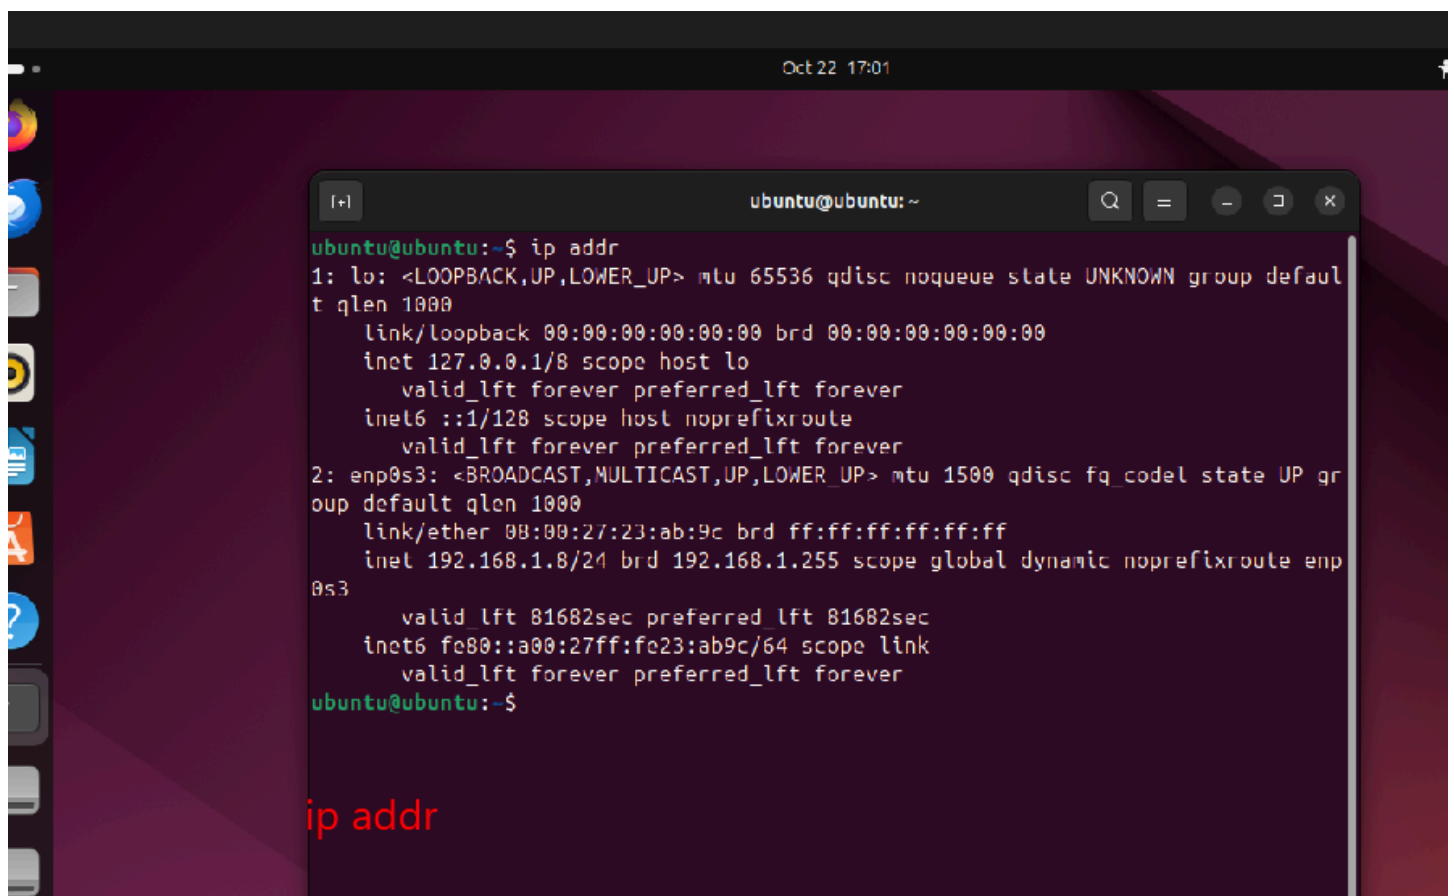 Oct 22 17:01
ubuntu@ubuntu: ~
ubuntu@ubuntu:~$ ip addr
1: lo: <LOOPBACK,UP,LOWER_UP> mtu 65536 qdisc noqueue state UNKNOWN group defaul
t qlen 1000
    link/loopback 00:00:00:00:00:00 brd 00:00:00:00:00:00
    inet 127.0.0.1/8 scope host lo
       valid_lft forever preferred_lft forever
    inet6 ::1/128 scope host noprefixroute
       valid_lft forever preferred_lft forever
2: enp0s3: <BROADCAST,MULTICAST,UP,LOWER_UP> mtu 1500 qdisc fq_codel state UP gr
oup default qlen 1000
    link/ether 08:00:27:23:ab:9c brd ff:ff:ff:ff:ff:ff
    inet 192.168.1.8/24 brd 192.168.1.255 scope global dynamic noprefixroute enp
0s3
       valid_lft 81682sec preferred_lft 81682sec
    inet6 fe80::a00:27ff:fe23:ab9c/64 scope link
       valid_lft forever preferred_lft forever
ubuntu@ubuntu:~$
ip addr